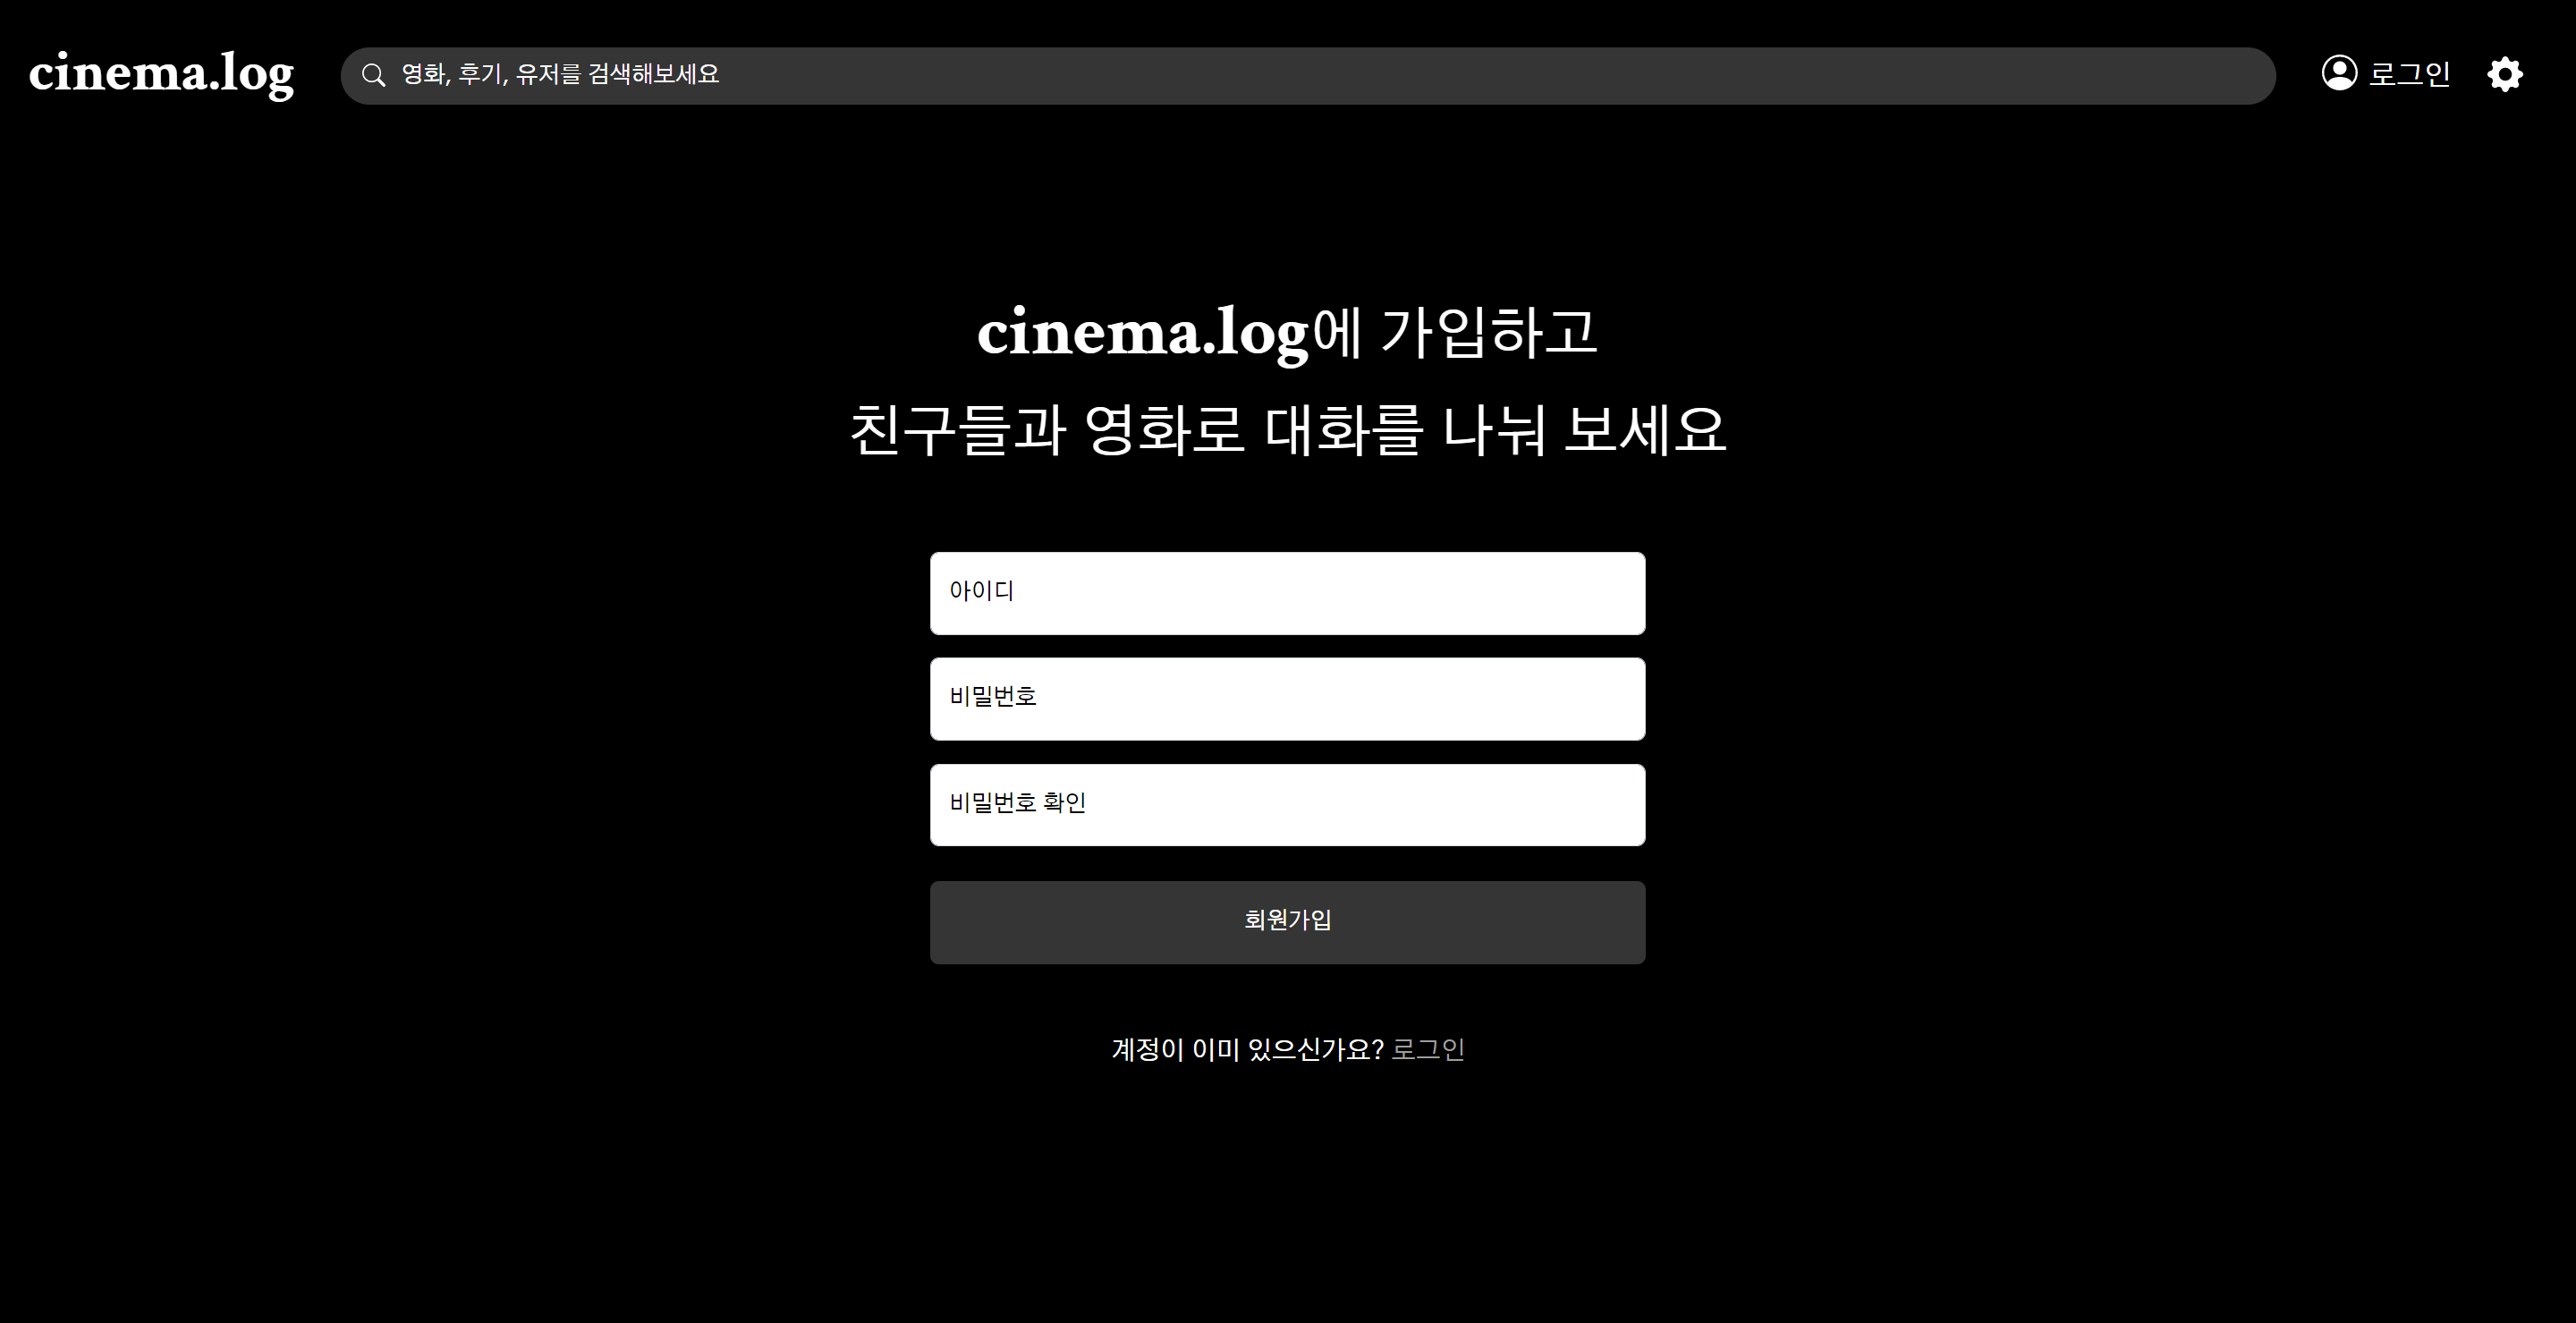 cinema.log
영화, 후기, 유저를 검색해보세요
로그인
cinema.log에 가입하고
친구들과 영화로 대화를 나눠 보세요
아이디
비밀번호
비밀번호 확인
회원가입
계정이 이미 있으신가요? 로그인